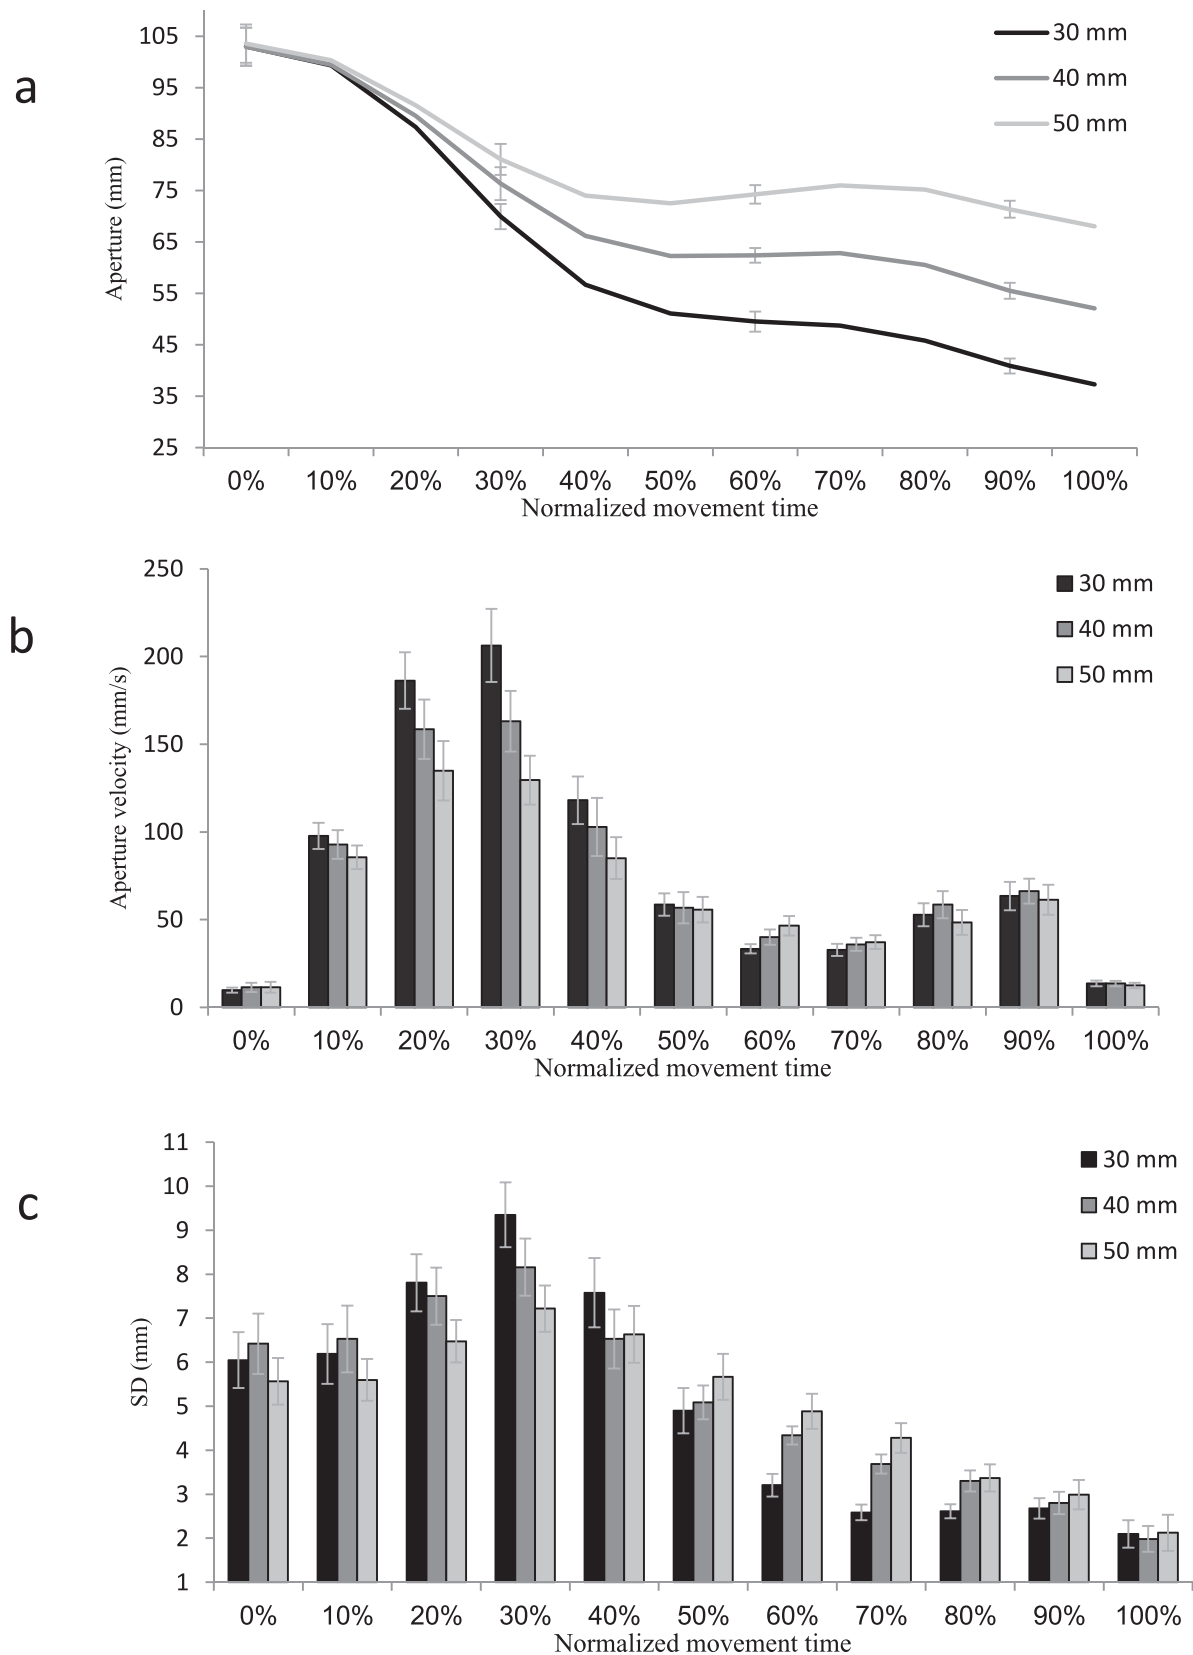 a
Aperture (mm)
105
95
85
75
65
55
45
35
25
30 mm
40 mm
50 mm
0% 10% 20% 30% 40% 50% 60% 70% 80% 90% 100%
Normalized movement time
b
Aperture velocity (mm/s)
250
200
150
100
50
0
30 mm
40 mm
50 mm
0% 10% 20% 30% 40% 50% 60% 70% 80% 90% 100%
Normalized movement time
c
SD (mm)
11
10
9
8
7
6
5
4
3
2
1
30 mm
40 mm
50 mm
0% 10% 20% 30% 40% 50% 60% 70% 80% 90% 100%
Normalized movement time